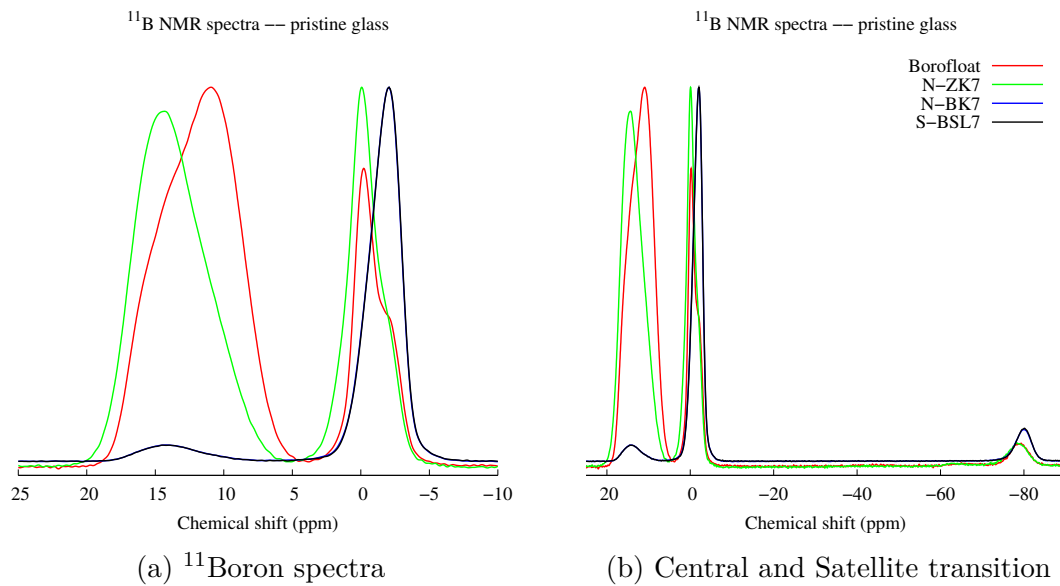 ¹¹B NMR spectra −− pristine glass
25 20 15 10 5 0 −5 −10
Chemical shift (ppm)
(a) ¹¹Boron spectra
¹¹B NMR spectra −− pristine glass
Borofloat
N−ZK7
N−BK7
S−BSL7
20 0 −20 −40 −60 −80
Chemical shift (ppm)
(b) Central and Satellite transition